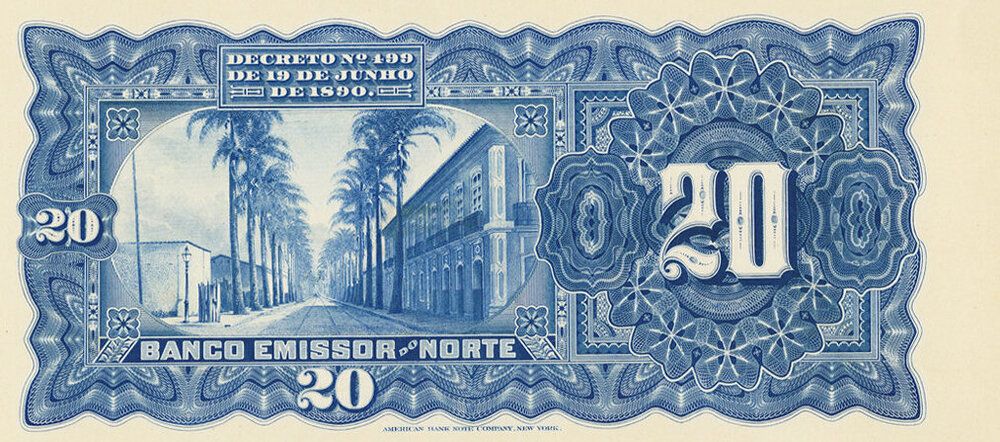 DECRETO Nº 499
DE 19 DE JUNHO
DE 1890.
20
20
BANCO EMISSOR DO NORTE
20
AMERICAN BANK NOTE COMPANY, NEW YORK.